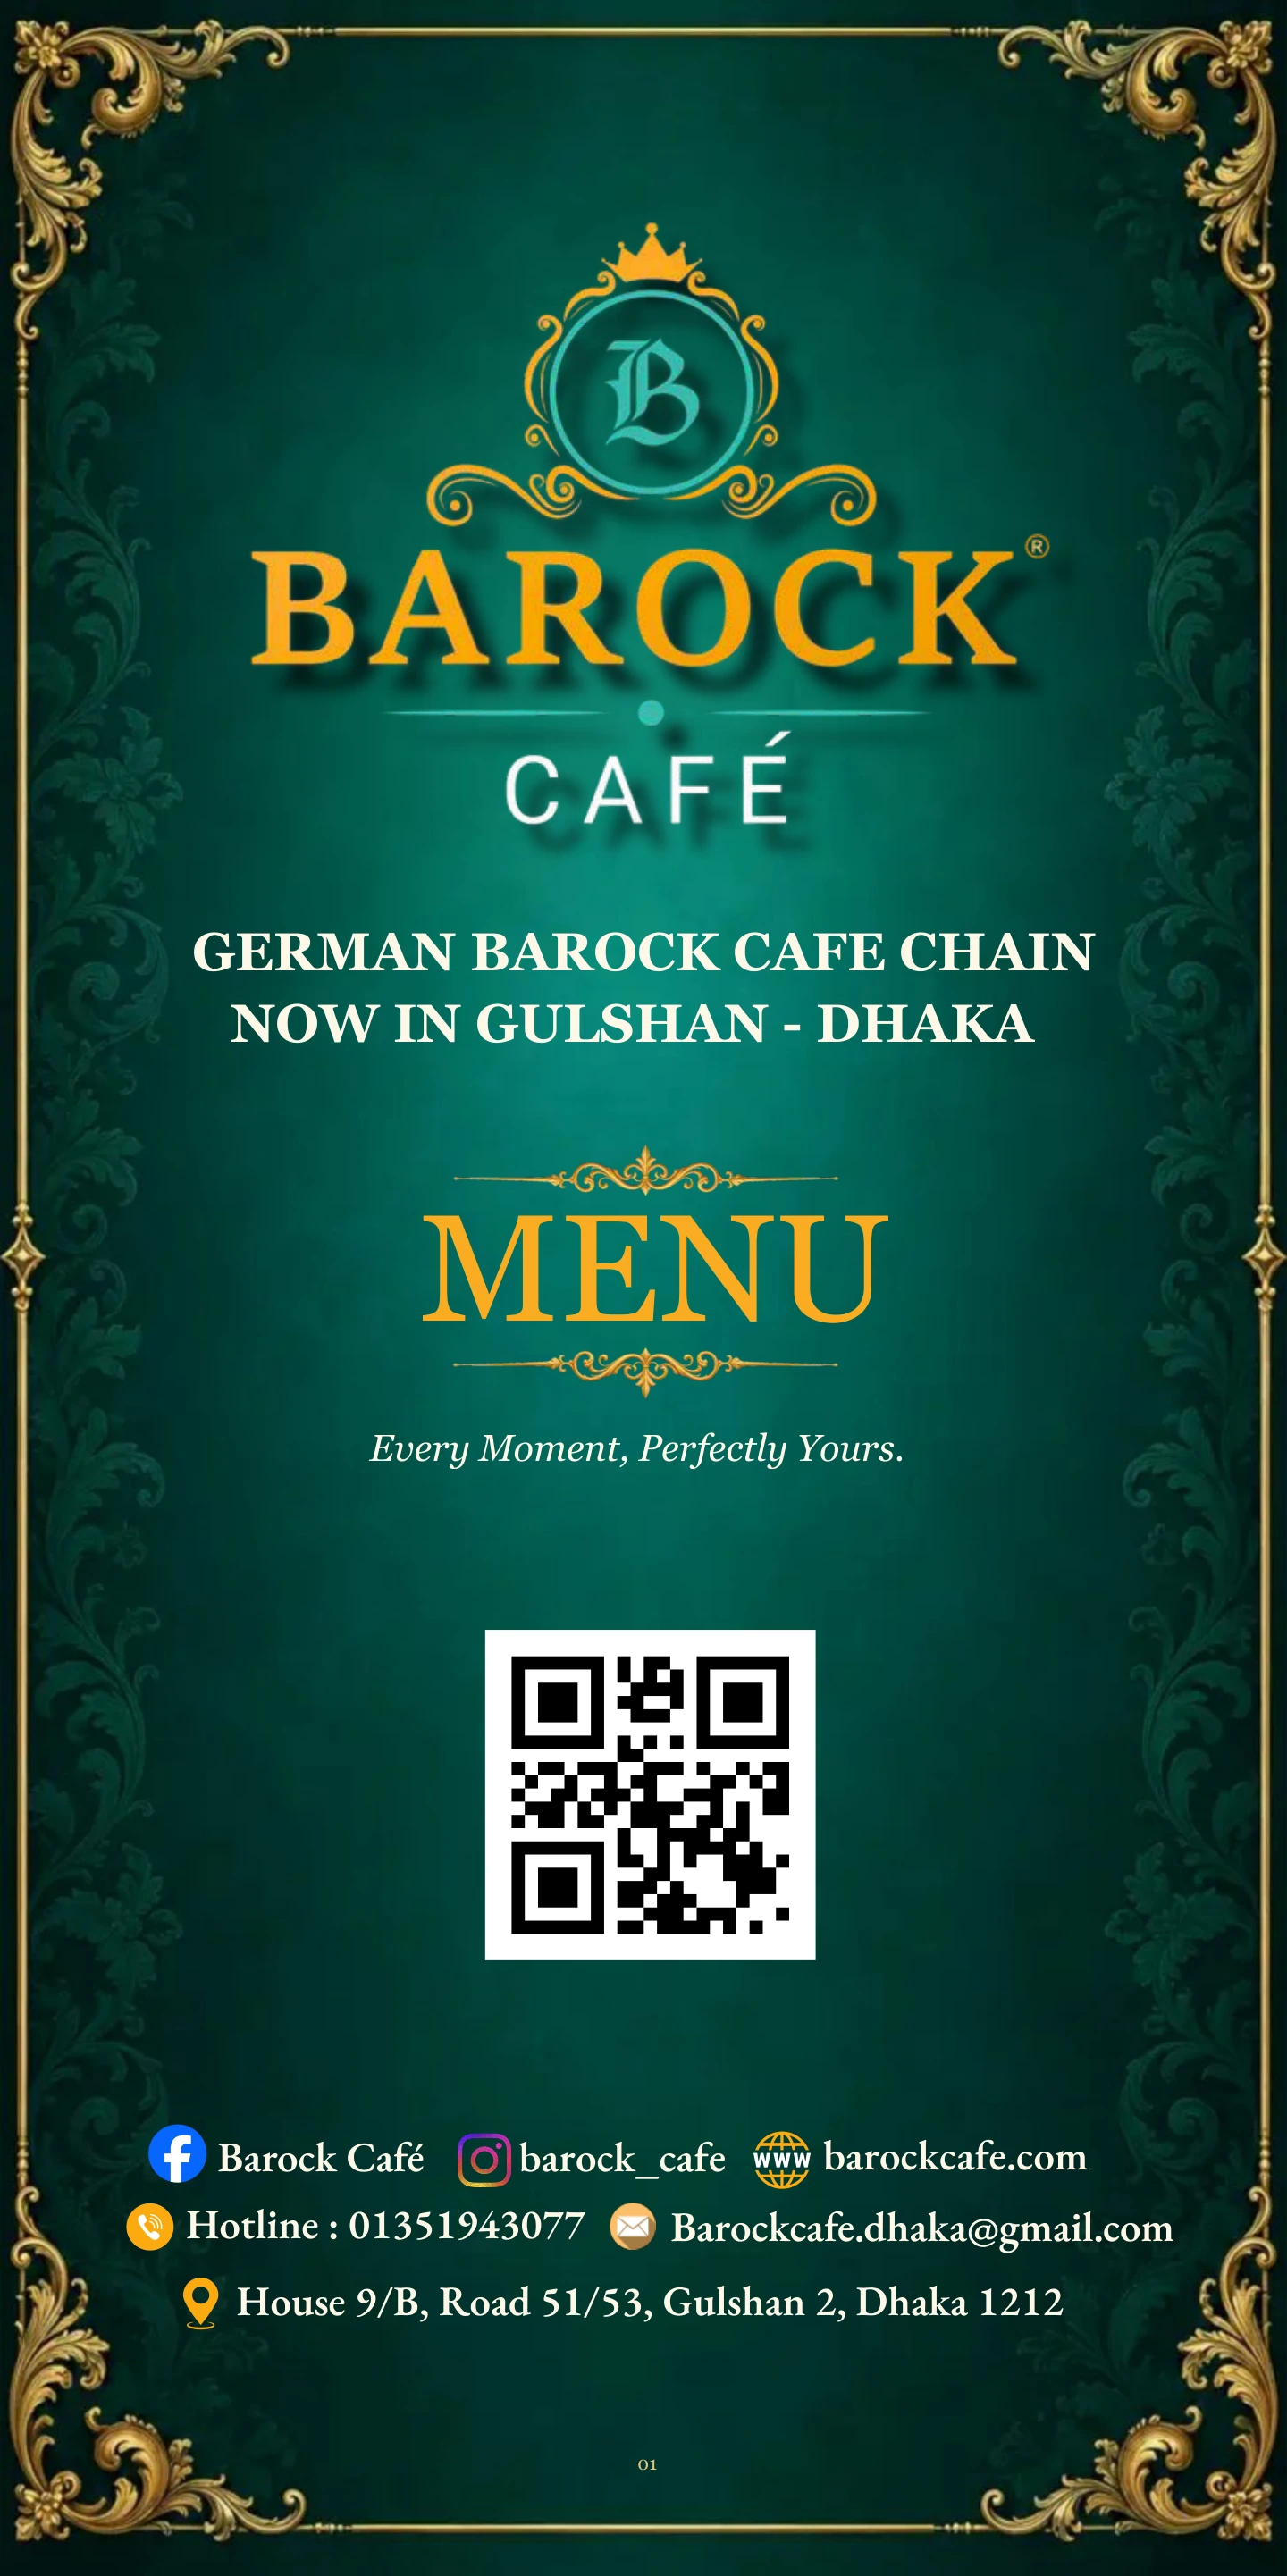 B
BAROCK®
CAFÉ
GERMAN BAROCK CAFE CHAIN
NOW IN GULSHAN - DHAKA
MENU
Every Moment, Perfectly Yours.
Barock Café barock_cafe www barockcafe.com
Hotline : 01351943077 Barockcafe.dhaka@gmail.com
House 9/B, Road 51/53, Gulshan 2, Dhaka 1212
01